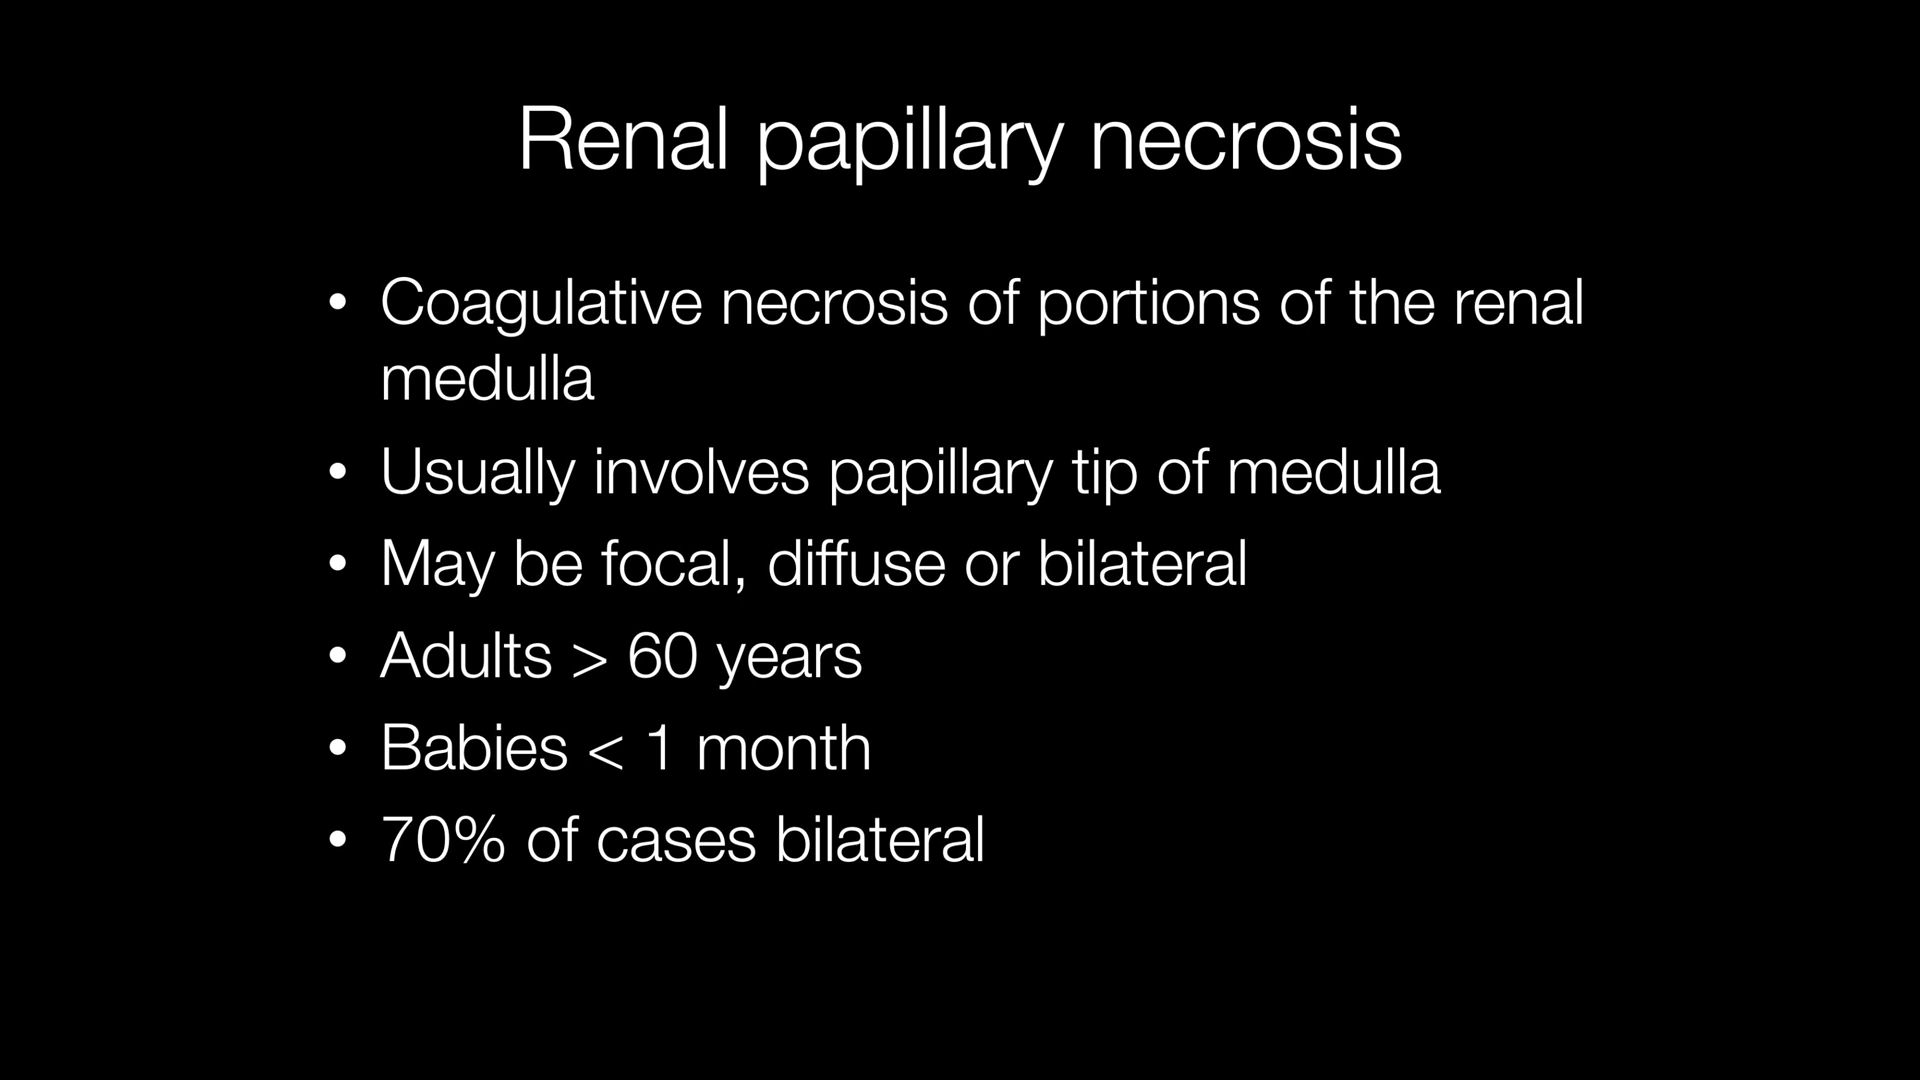 Renal papillary necrosis
• Coagulative necrosis of portions of the renal
medulla
• Usually involves papillary tip of medulla
• May be focal, diffuse or bilateral
• Adults > 60 years
• Babies < 1 month
• 70% of cases bilateral